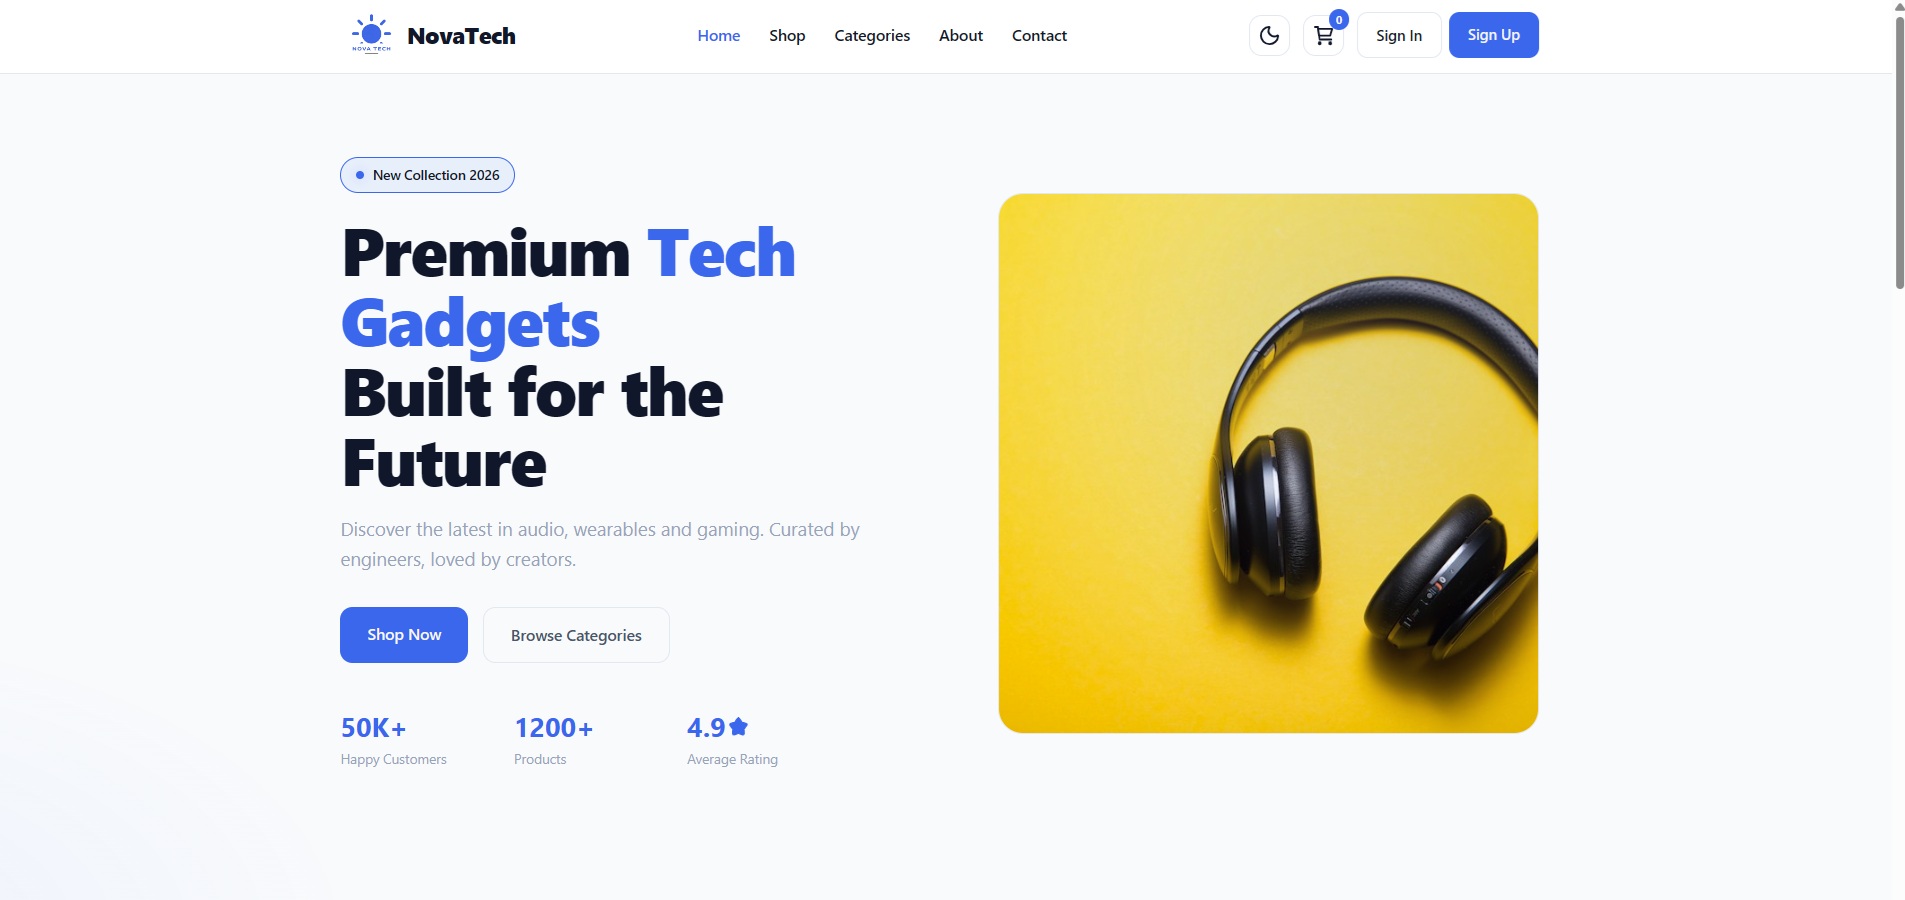 NOVA TECH
NovaTech
Home
Shop
Categories
About
Contact
0
Sign In
Sign Up
New Collection 2026
Premium Tech
Gadgets
Built for the
Future
Discover the latest in audio, wearables and gaming. Curated by
engineers, loved by creators.
Shop Now
Browse Categories
50K+
Happy Customers
1200+
Products
4.9
Average Rating